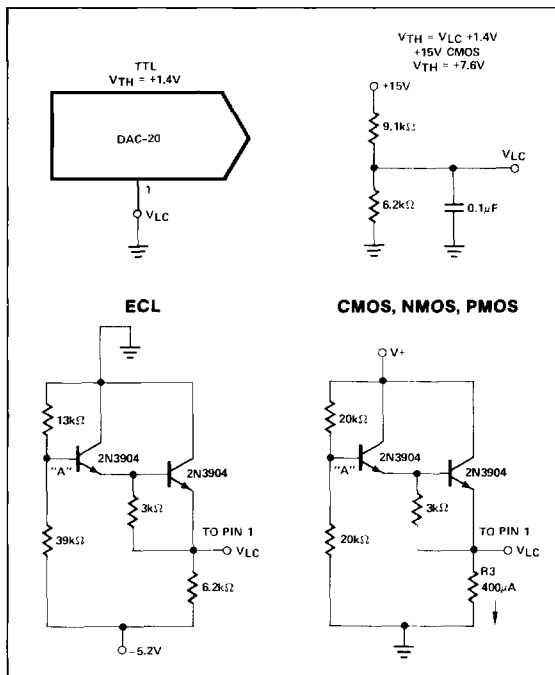 TTL
VTH = +1.4V
DAC-20
1
VLC
VTH = VLC +1.4V
+15V CMOS
VTH = +7.6V
+15V
9.1kΩ
VLC
6.2kΩ
0.1μF
ECL
13kΩ
"A"
2N3904
2N3904
3kΩ
39kΩ
TO PIN 1
VLC
6.2kΩ
−5.2V
CMOS, NMOS, PMOS
V+
20kΩ
"A"
2N3904
2N3904
3kΩ
20kΩ
TO PIN 1
VLC
R3
400μA